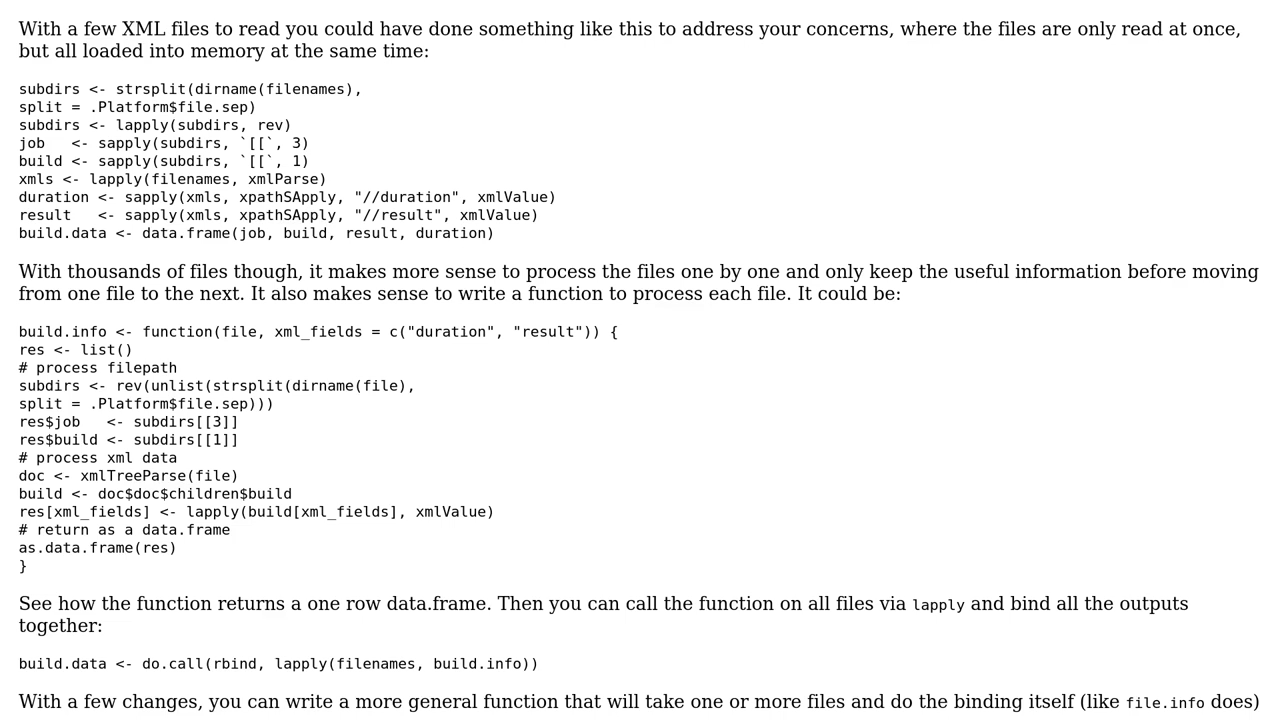 With a few XML files to read you could have done something like this to address your concerns, where the files are only read at once,
but all loaded into memory at the same time:
subdirs <- strsplit(dirname(filenames),
split = .Platform$file.sep)
subdirs <- lapply(subdirs, rev)
job   <- sapply(subdirs, `[[`, 3)
build <- sapply(subdirs, `[[`, 1)
xmls <- lapply(filenames, xmlParse)
duration <- sapply(xmls, xpathSApply, "//duration", xmlValue)
result   <- sapply(xmls, xpathSApply, "//result", xmlValue)
build.data <- data.frame(job, build, result, duration)
With thousands of files though, it makes more sense to process the files one by one and only keep the useful information before moving
from one file to the next. It also makes sense to write a function to process each file. It could be:
build.info <- function(file, xml_fields = c("duration", "result")) {
res <- list()
# process filepath
subdirs <- rev(unlist(strsplit(dirname(file),
split = .Platform$file.sep)))
res$job   <- subdirs[[3]]
res$build <- subdirs[[1]]
# process xml data
doc <- xmlTreeParse(file)
build <- doc$doc$children$build
res[xml_fields] <- lapply(build[xml_fields], xmlValue)
# return as a data.frame
as.data.frame(res)
}
See how the function returns a one row data.frame. Then you can call the function on all files via lapply and bind all the outputs
together:
build.data <- do.call(rbind, lapply(filenames, build.info))
With a few changes, you can write a more general function that will take one or more files and do the binding itself (like file.info does)